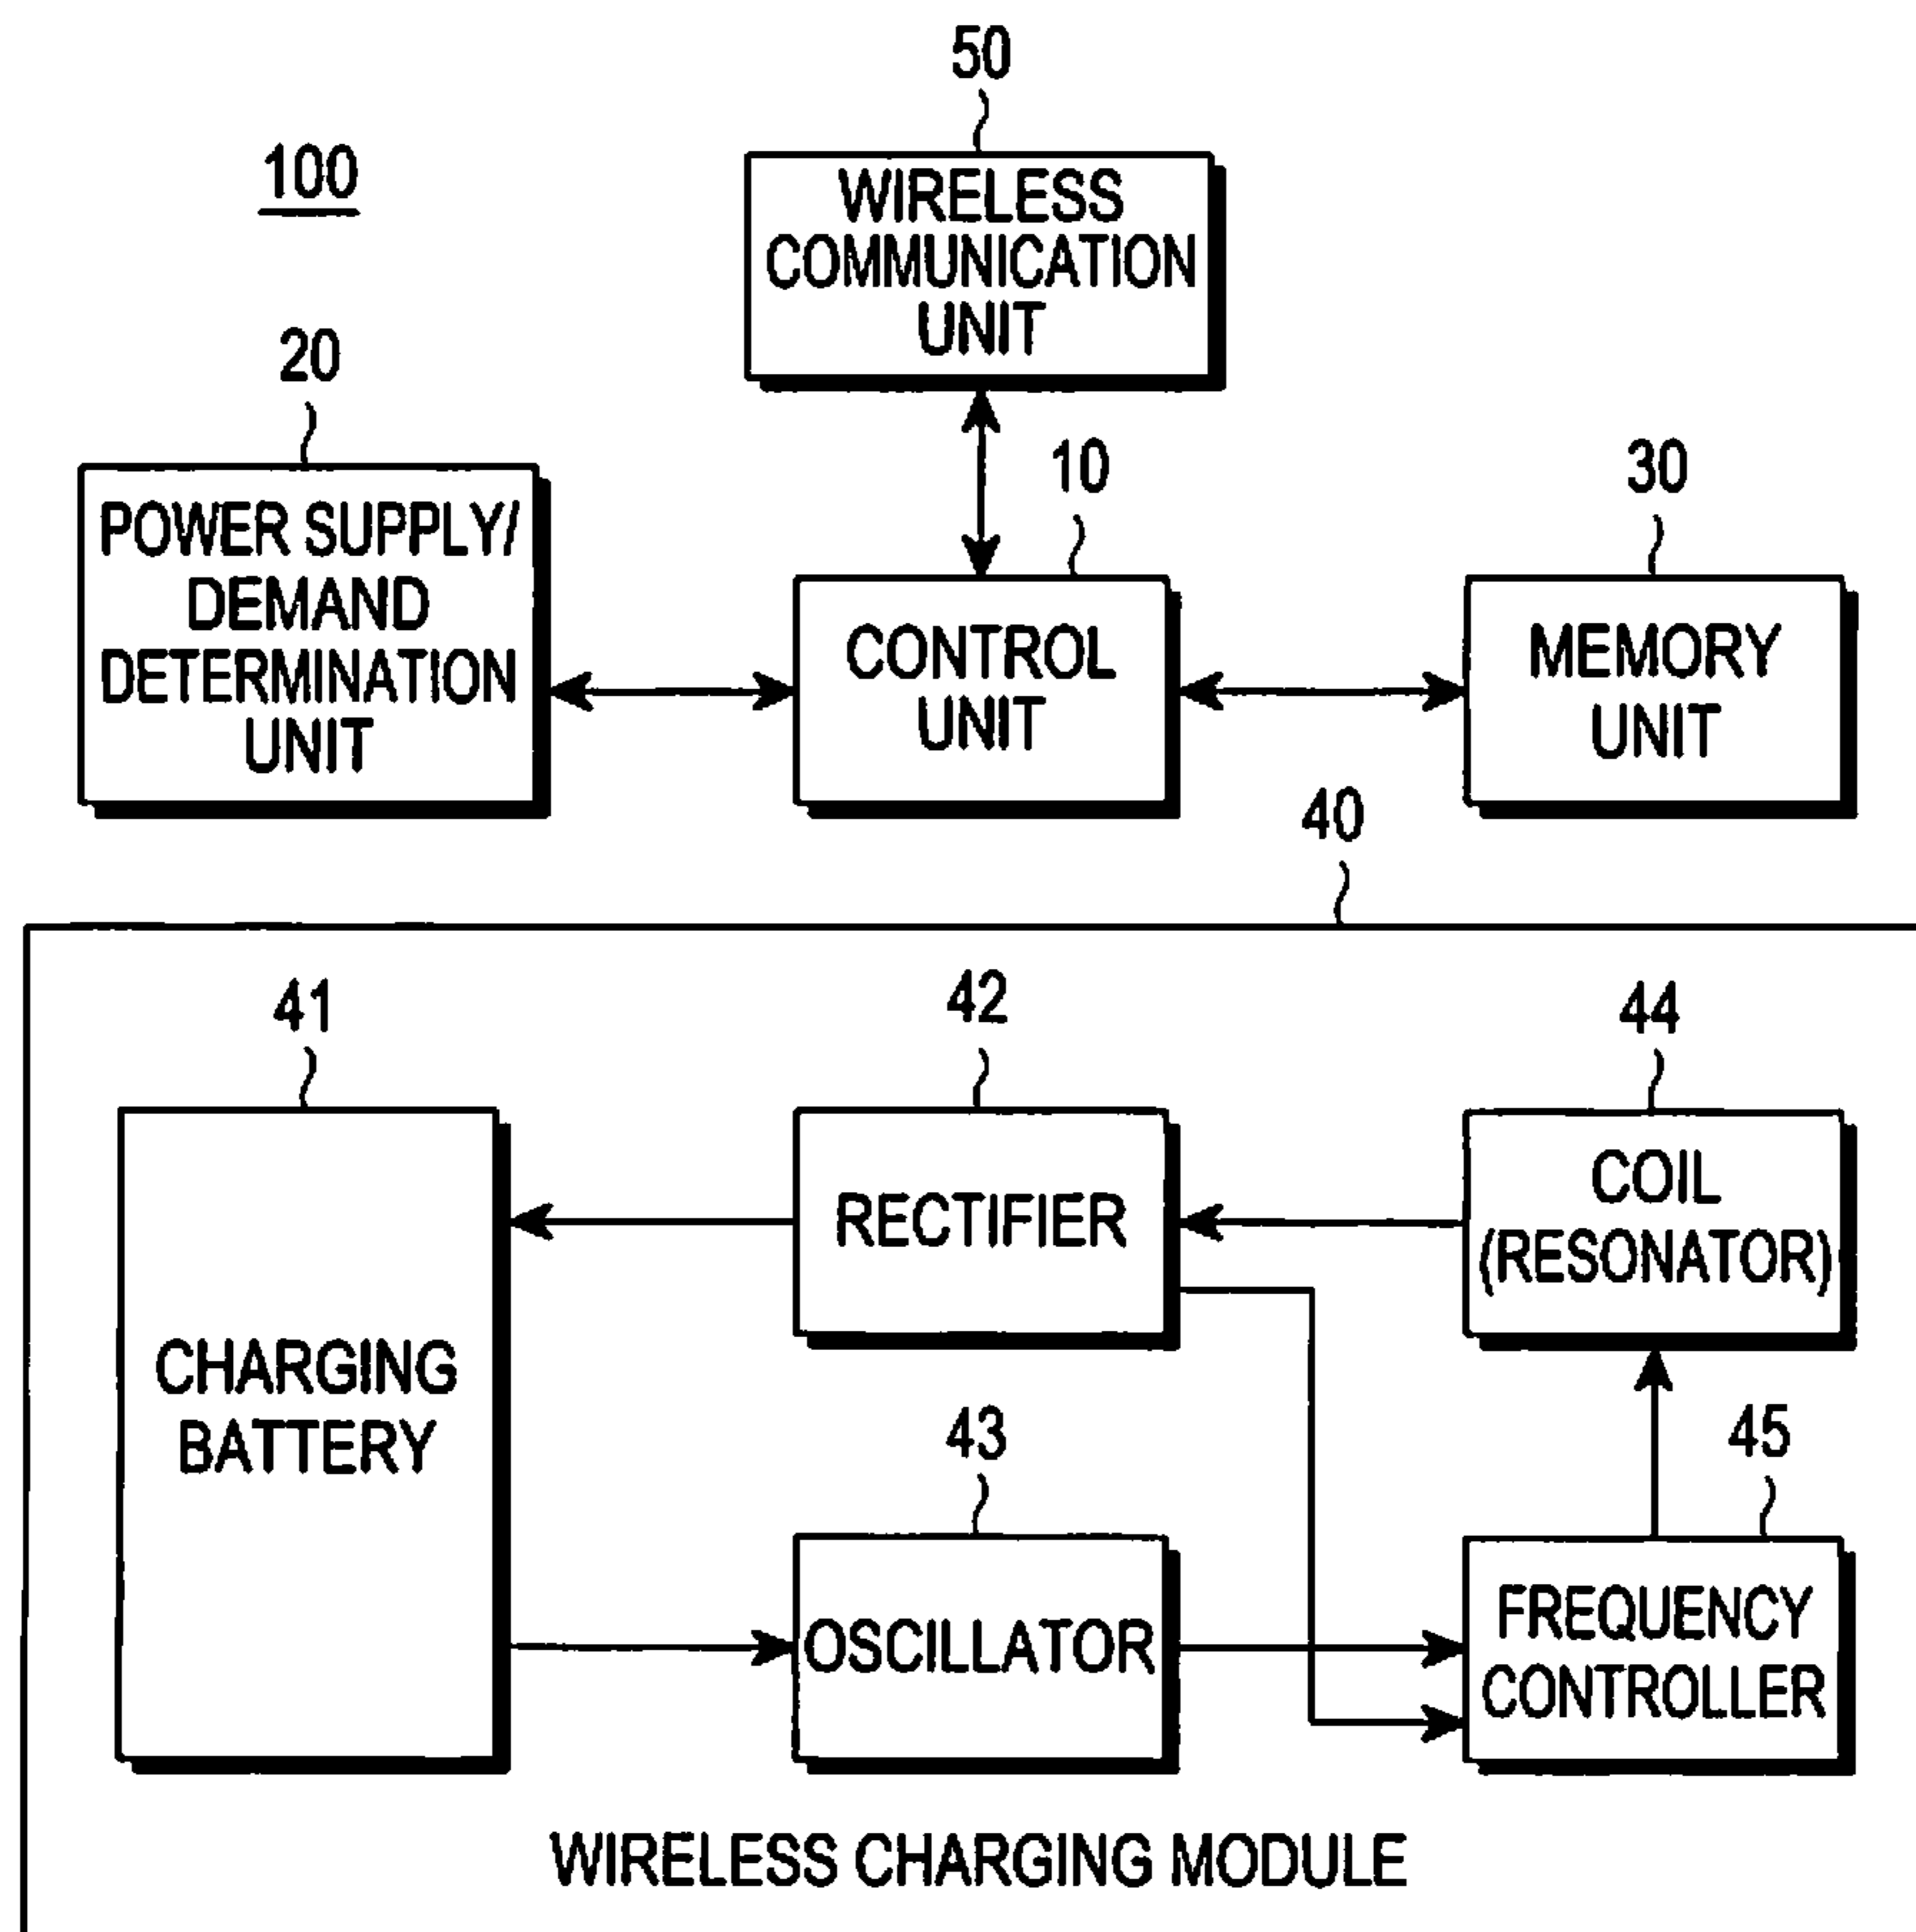 50
100
WIRELESS
COMMUNICATION
UNIT
20
10
30
POWER SUPPLY/
DEMAND
DETERMINATION
UNIT
CONTROL
UNIT
MEMORY
UNIT
40
41
42
44
RECTIFIER
COIL
(RESONATOR)
CHARGING
BATTERY
43
45
OSCILLATOR
FREQUENCY
CONTROLLER
WIRELESS CHARGING MODULE